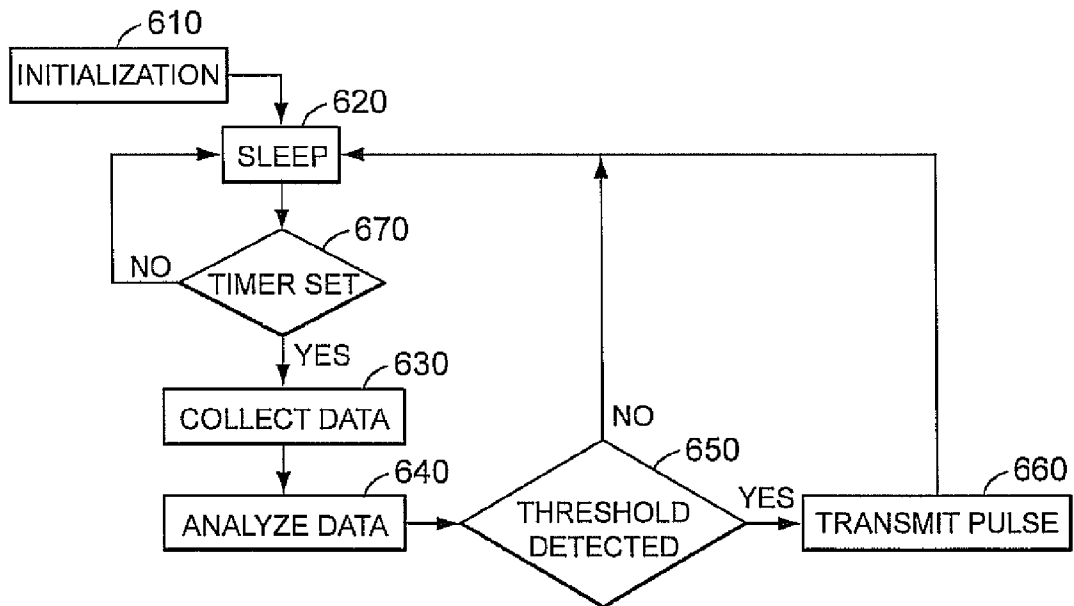 610
INITIALIZATION
620
SLEEP
670
NO
TIMER SET
YES
630
COLLECT DATA
NO
650
640
660
YES
ANALYZE DATA
THRESHOLD
DETECTED
TRANSMIT PULSE